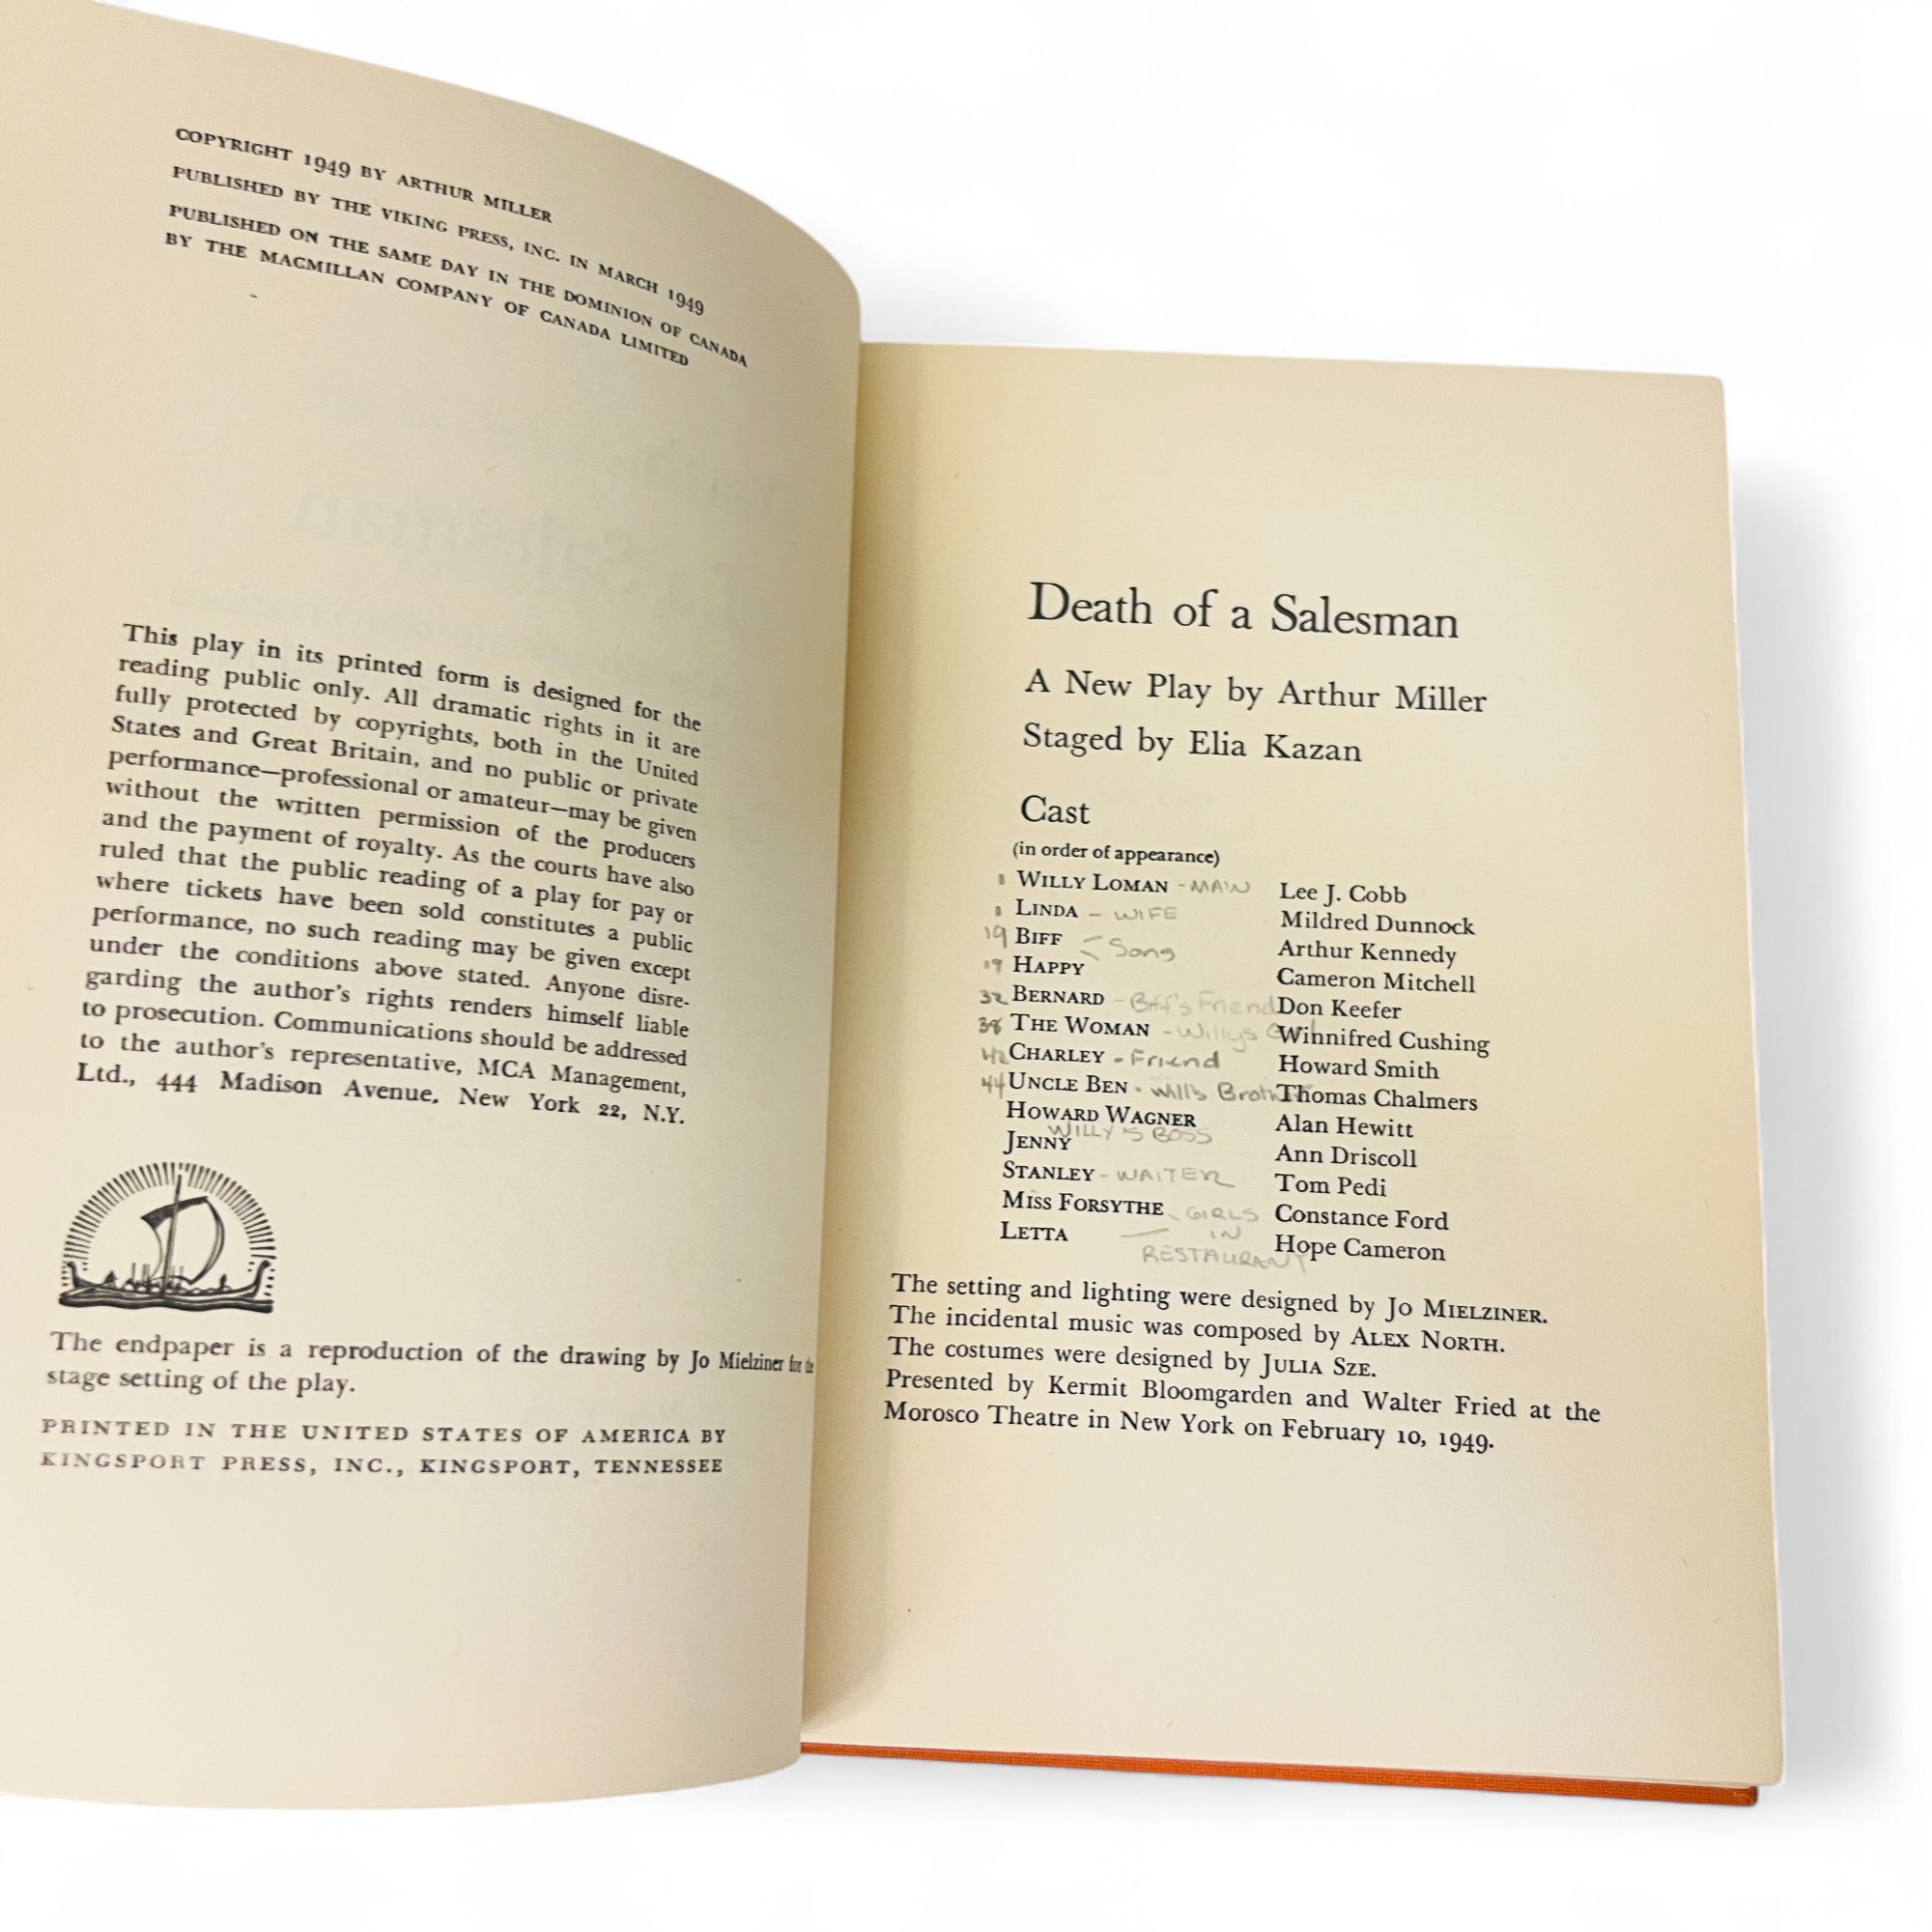 COPYRIGHT 1949 BY ARTHUR MILLER
PUBLISHED BY THE VIKING PRESS, INC. IN MARCH 1949
PUBLISHED ON THE SAME DAY IN THE DOMINION OF CANADA
BY THE MACMILLAN COMPANY OF CANADA LIMITED
This play in its printed form is designed for the
reading public only. All dramatic rights in it are
fully protected by copyrights, both in the United
States and Great Britain, and no public or private
performance—professional or amateur—may be given
without the written permission of the producers
and the payment of royalty. As the courts have also
ruled that the public reading of a play for pay or
where tickets have been sold constitutes a public
performance, no such reading may be given except
under the conditions above stated. Anyone disre-
garding the author's rights renders himself liable
to prosecution. Communications should be addressed
to the author's representative, MCA Management,
Ltd., 444 Madison Avenue, New York 22, N.Y.
The endpaper is a reproduction of the drawing by Jo Mielziner for the
stage setting of the play.
PRINTED IN THE UNITED STATES OF AMERICA BY
KINGSPORT PRESS, INC., KINGSPORT, TENNESSEE
Death of a Salesman
A New Play by Arthur Miller
Staged by Elia Kazan
Cast
(in order of appearance)
WILLY LOMAN - MAN Lee J. Cobb
LINDA - WIFE Mildred Dunnock
19 BIFF Sons Arthur Kennedy
19 HAPPY Cameron Mitchell
32 BERNARD - Biff's Friend Don Keefer
38 THE WOMAN - Willys Winnifred Cushing
42 CHARLEY - Friend Howard Smith
44 UNCLE BEN - Will's Brother Thomas Chalmers
HOWARD WAGNER Alan Hewitt
WILLY'S BOSS
JENNY Ann Driscoll
STANLEY - WAITER Tom Pedi
MISS FORSYTHE GIRLS Constance Ford
LETTA IN Hope Cameron
RESTAURANT
The setting and lighting were designed by JO MIELZINER.
The incidental music was composed by ALEX NORTH.
The costumes were designed by JULIA SZE.
Presented by Kermit Bloomgarden and Walter Fried at the
Morosco Theatre in New York on February 10, 1949.